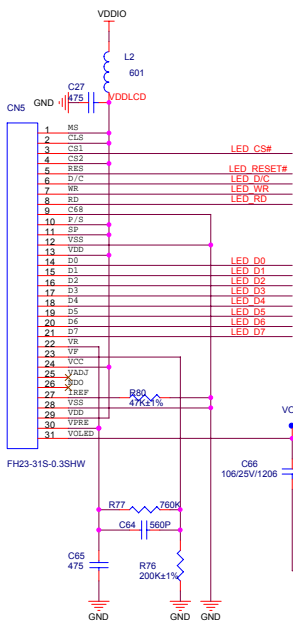 VDDIO
L2
601
C27
475
VDDLCD
GND
CN5
1 MS
2 CLS
3 CS1 LED_CS#
4 CS2
5 RES LED_RESET#
6 D/C LED_D/C
7 WR LED_WR
8 RD LED_RD
9 C68
10 P/S
11 SP
12 VSS
13 VDD
14 D0 LED_D0
15 D1 LED_D1
16 D2 LED_D2
17 D3 LED_D3
18 D4 LED_D4
19 D5 LED_D5
20 D6 LED_D6
21 D7 LED_D7
22 VR
23 VF
24 VCC
25 VADJ
26
27 IREF R80
47K±1%
28 VSS
29 VDD
30 VPRE
31 VOLED
FH23-31S-0.3SHW
C66
106/25V/1206
R77 760K
C64 560P
C65
475
R76
200K±1%
GND GND GND